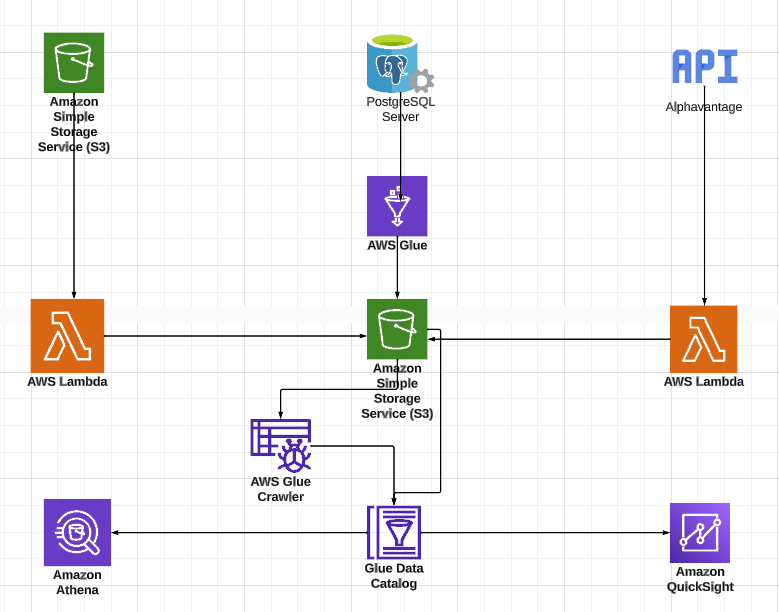 Amazon
Simple
Storage
Service (S3)
PostgreSQL
Server
API
Alphavantage
AWS Glue
AWS Lambda
Amazon
Simple
Storage
Service (S3)
AWS Lambda
AWS Glue
Crawler
Amazon
Athena
Glue Data
Catalog
Amazon
QuickSight